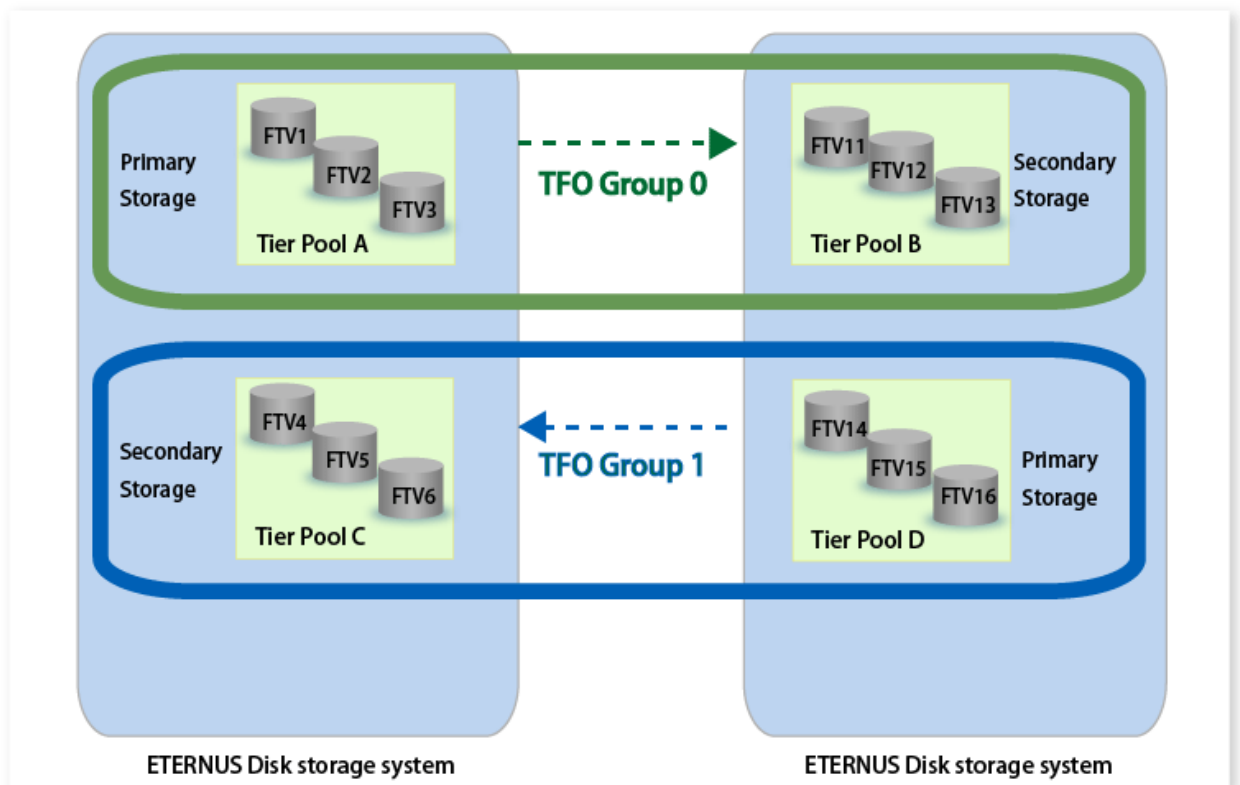 FTV1
FTV2
FTV3
Primary
Storage
Tier Pool A
TFO Group 0
FTV11
FTV12
FTV13
Secondary
Storage
Tier Pool B
FTV4
FTV5
FTV6
Secondary
Storage
Tier Pool C
TFO Group 1
FTV14
FTV15
FTV16
Primary
Storage
Tier Pool D
ETERNUS Disk storage system
ETERNUS Disk storage system